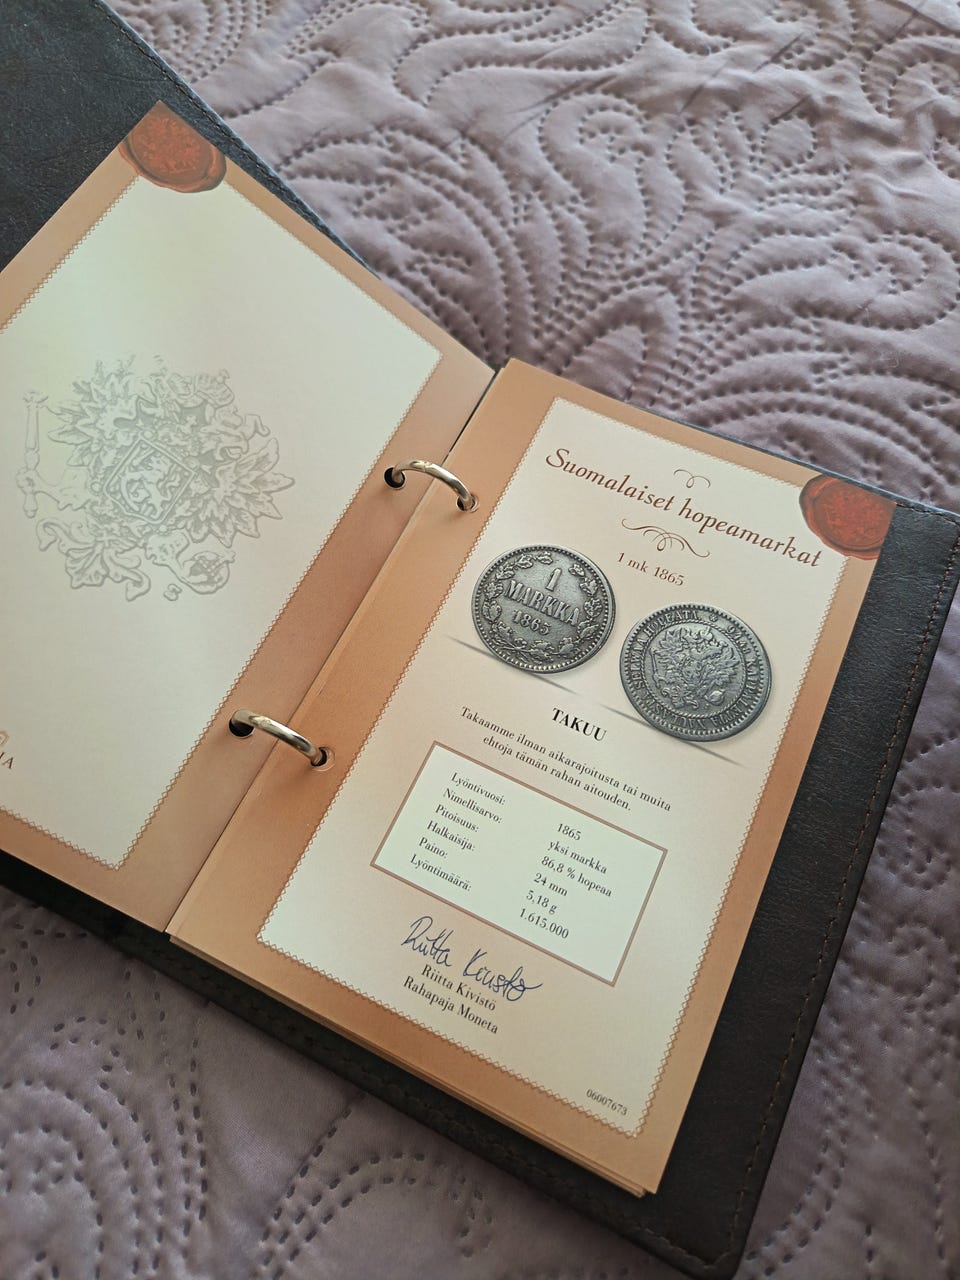 Suomalaiset hopeamarkat
1 mk 1865
1
MARKKA
1865
TAKUU
Takaamme ilman aikarajoitusta tai muita
ehtoja tämän rahan aitouden.
Lyöntivuosi: 1865
Nimellisarvo: yksi markka
Pitoisuus: 86,8 % hopeaa
Halkaisija: 24 mm
Paino: 5,18 g
Lyöntimäärä: 1.615.000
Riitta Kivistö
Riitta Kivistö
Rahapaja Moneta
06007673